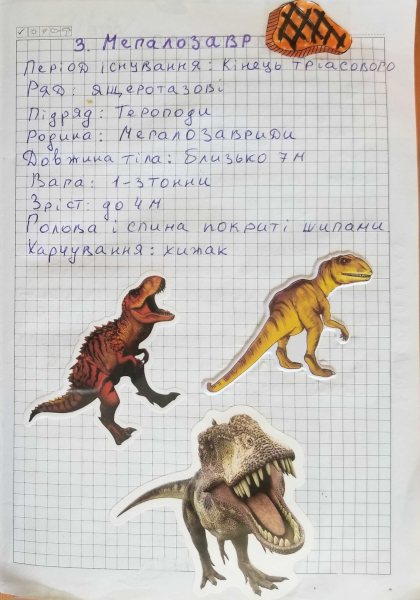 3. Мегалозавр
Період існування: Кінець тріасового
Ряд: ящеротазові
Підряд: Тероподи
Родина: Мегалозавриди
Довжина тіла: Близько 7 м
Вага: 1-3 тонни
Зріст: до 4 м
Голова і спина покриті шипами
Харчування: хижак